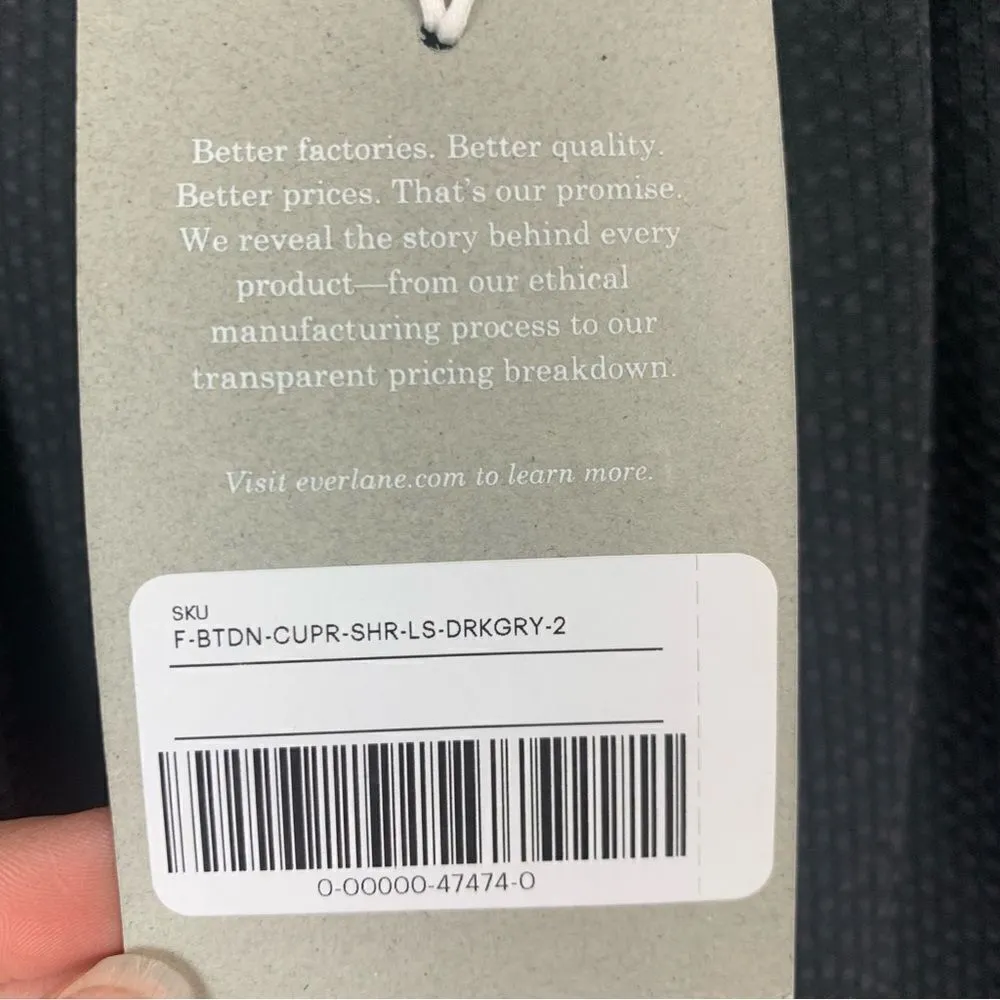 Better factories. Better quality.
Better prices. That's our promise.
We reveal the story behind every
product—from our ethical
manufacturing process to our
transparent pricing breakdown.
Visit everlane.com to learn more.
SKU
F-BTDN-CUPR-SHR-LS-DRKGRY-2
0-00000-47474-0